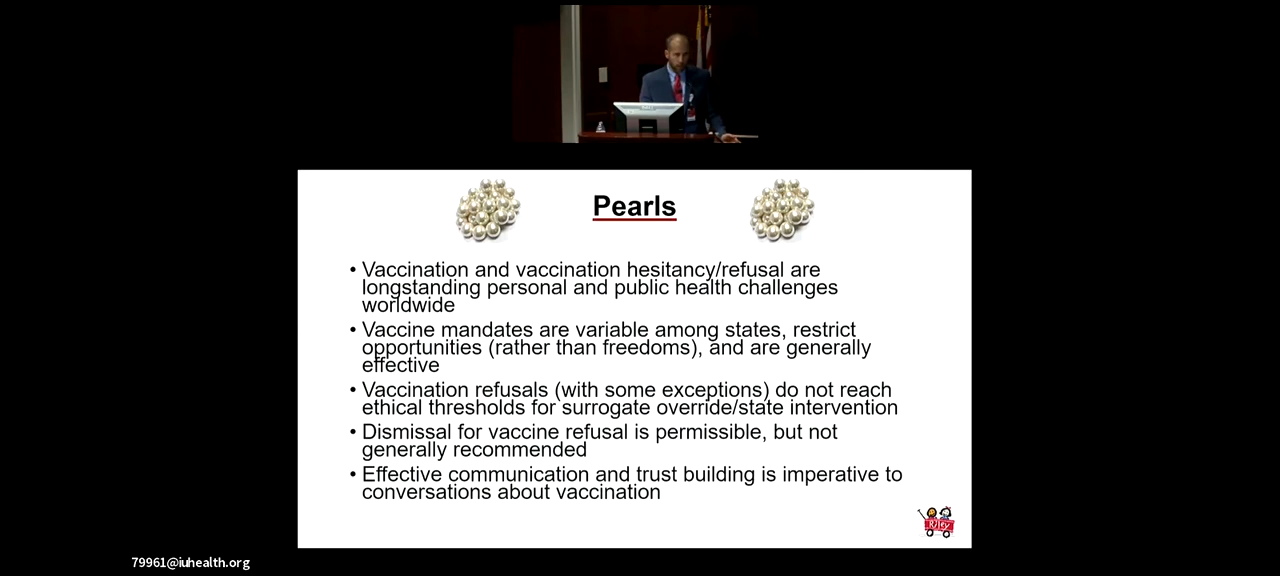 Pearls
• Vaccination and vaccination hesitancy/refusal are
longstanding personal and public health challenges
worldwide
• Vaccine mandates are variable among states, restrict
opportunities (rather than freedoms), and are generally
effective
• Vaccination refusals (with some exceptions) do not reach
ethical thresholds for surrogate override/state intervention
• Dismissal for vaccine refusal is permissible, but not
generally recommended
• Effective communication and trust building is imperative to
conversations about vaccination
Riley
79961@iuhealth.org